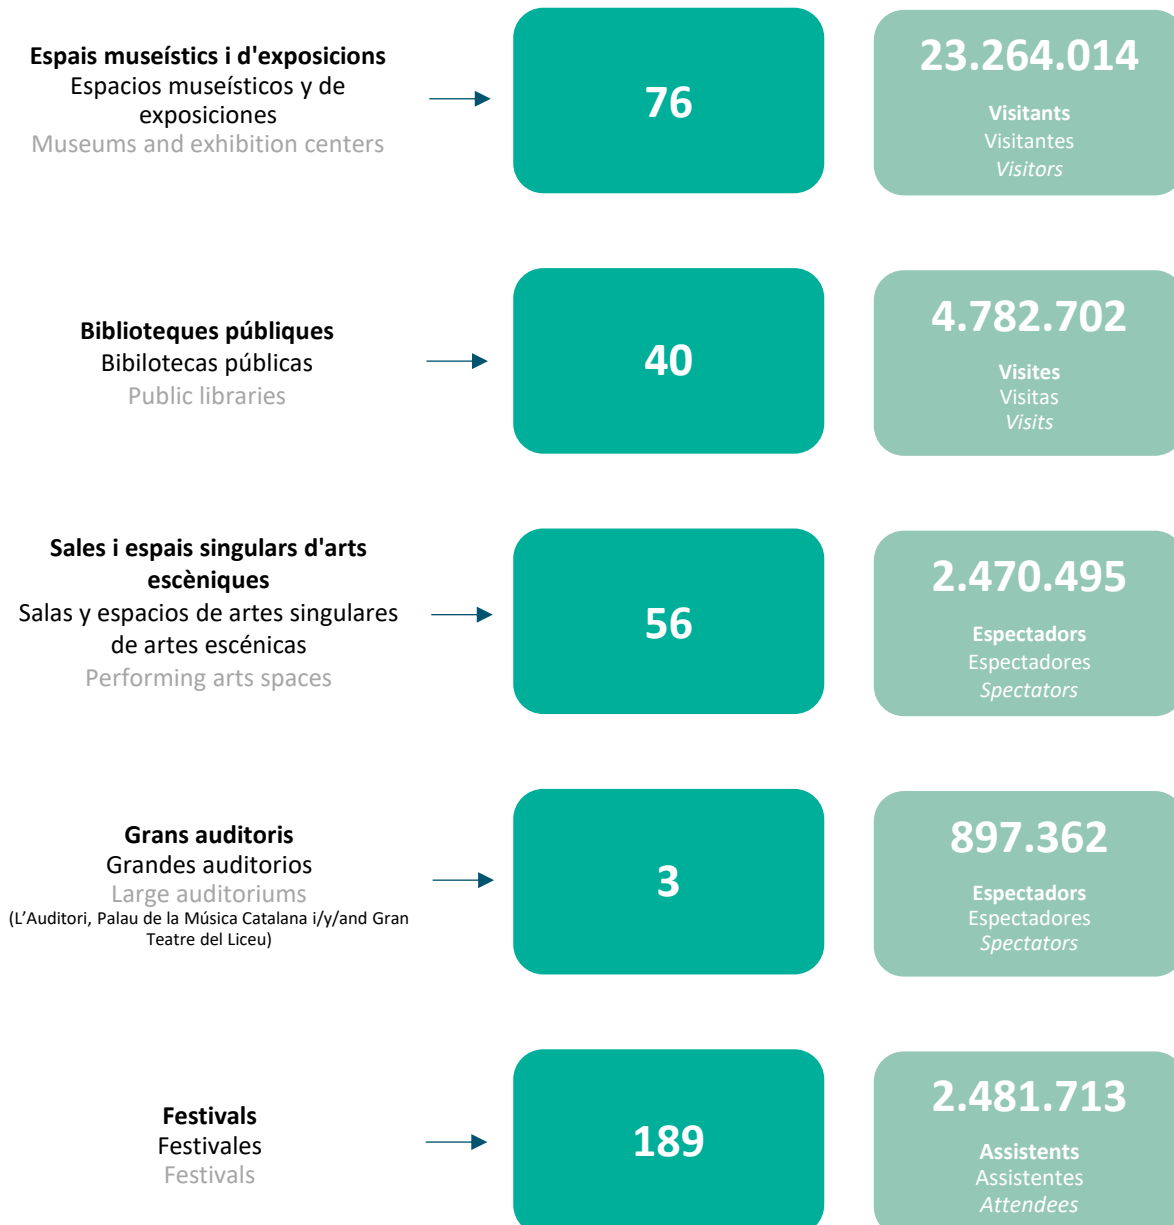 Espais museístics i d'exposicions
Espacios museísticos y de
exposiciones
Museums and exhibition centers
76
23.264.014
Visitants
Visitantes
Visitors
Biblioteques públiques
Bibilotecas públicas
Public libraries
40
4.782.702
Visites
Visitas
Visits
Sales i espais singulars d'arts
escèniques
Salas y espacios de artes singulares
de artes escénicas
Performing arts spaces
56
2.470.495
Espectadors
Espectadores
Spectators
Grans auditoris
Grandes auditorios
Large auditoriums
(L’Auditori, Palau de la Música Catalana i/y/and Gran
Teatre del Liceu)
3
897.362
Espectadors
Espectadores
Spectators
Festivals
Festivales
Festivals
189
2.481.713
Assistents
Assistentes
Attendees